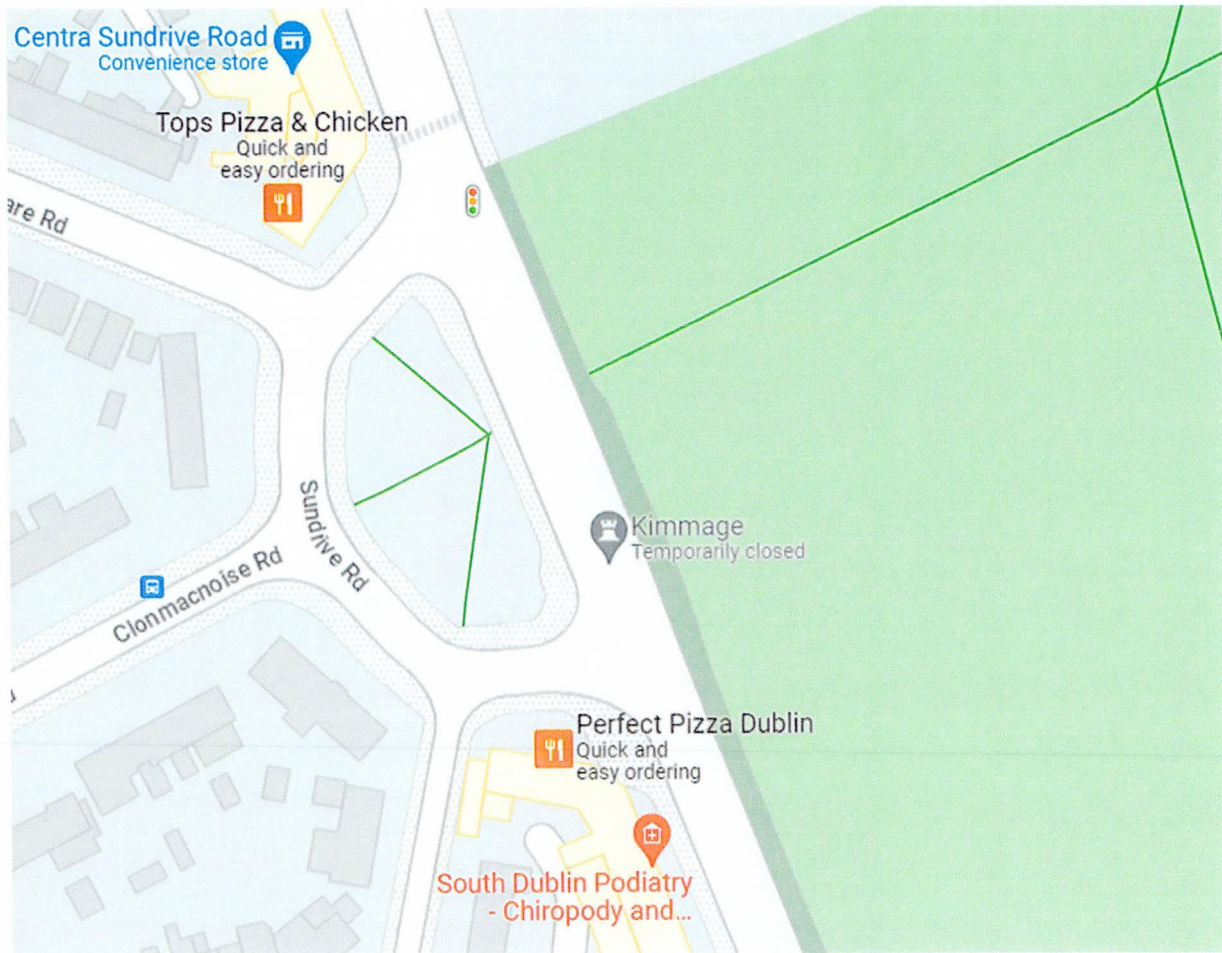 Centra Sundrive Road
Convenience store
Tops Pizza & Chicken
Quick and
easy ordering
Rd
Sundrive Rd
Kimmage
Temporarily closed
Clonmacnoise Rd
Perfect Pizza Dublin
Quick and
easy ordering
South Dublin Podiatry
- Chiropody and...